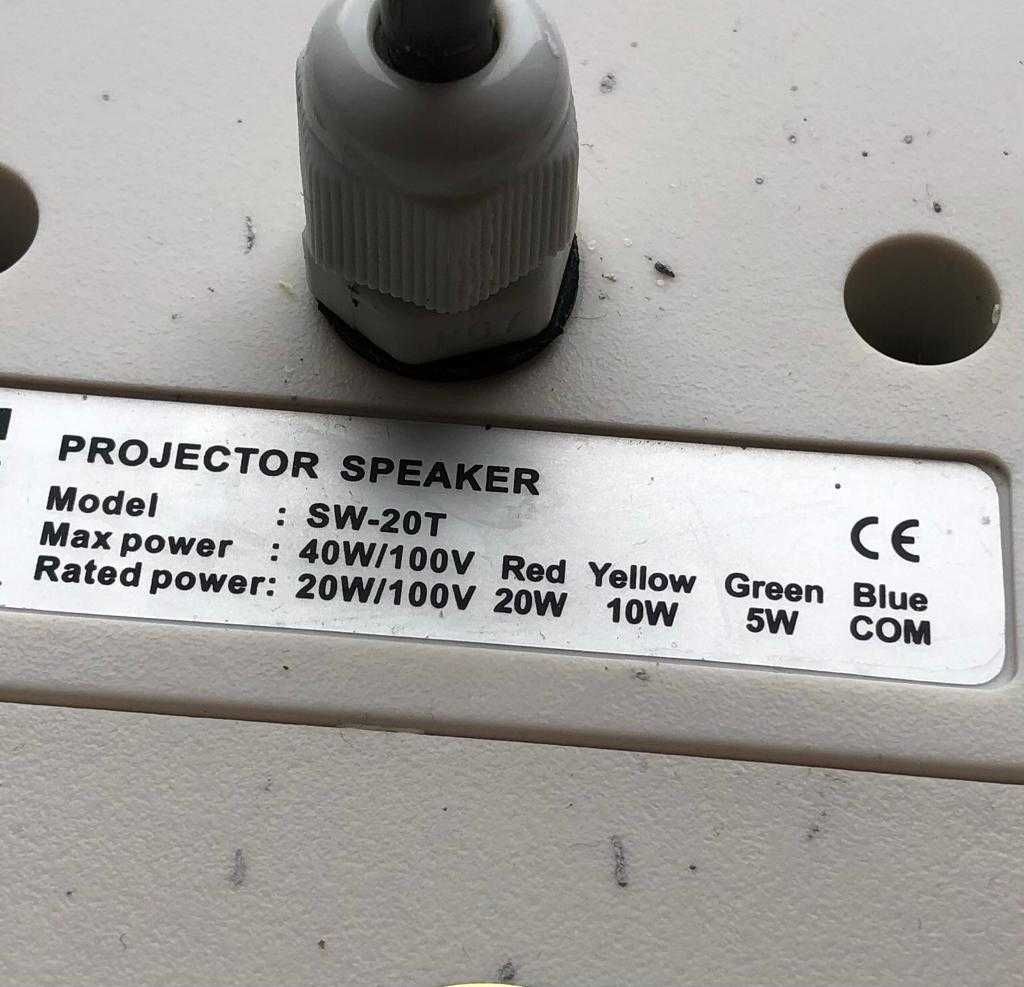 PROJECTOR SPEAKER
Model : SW-20T
Max power : 40W/100V Red Yellow Green Blue
Rated power: 20W/100V 20W 10W 5W COM
CE